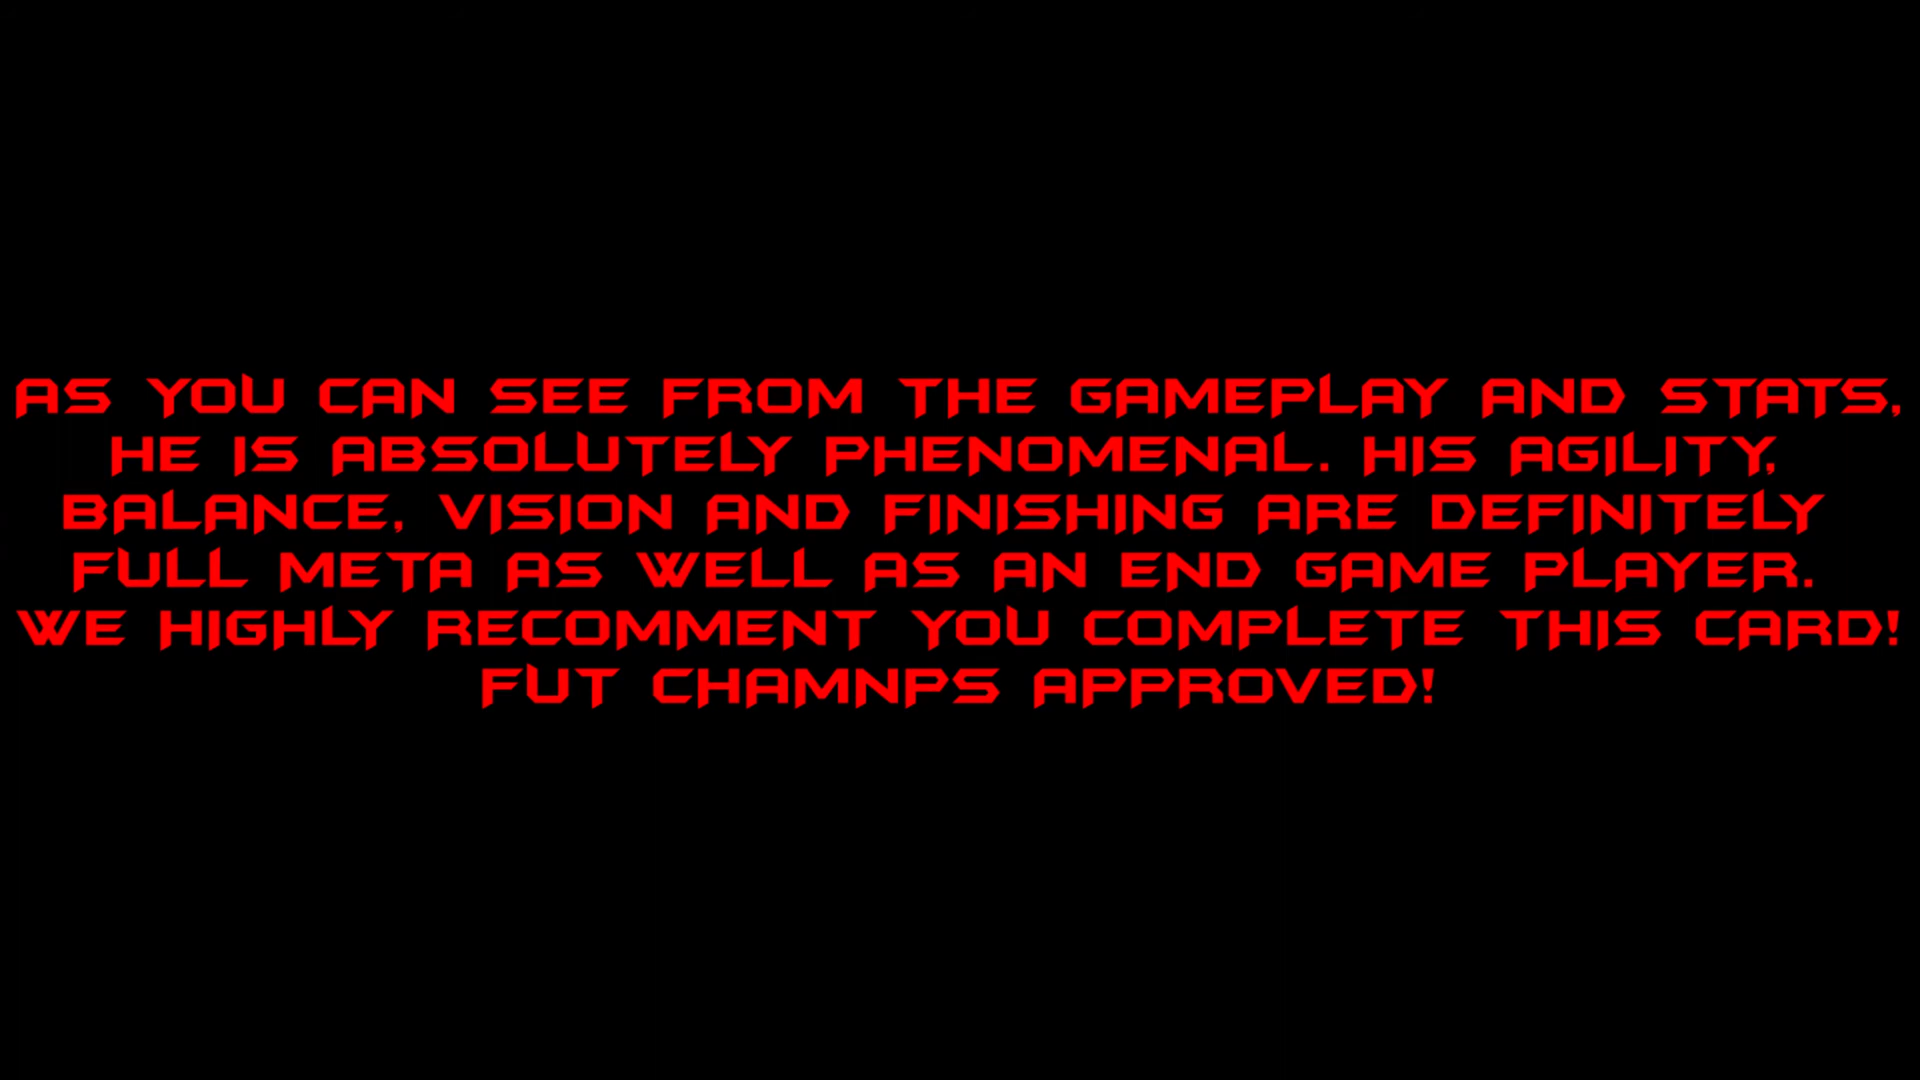 AS YOU CAN SEE FROM THE GAMEPLAY AND STATS,
HE IS ABSOLUTELY PHENOMENAL. HIS AGILITY,
BALANCE, VISION AND FINISHING ARE DEFINITELY
FULL META AS WELL AS AN END GAME PLAYER.
WE HIGHLY RECOMMENT YOU COMPLETE THIS CARD!
FUT CHAMNPS APPROVED!